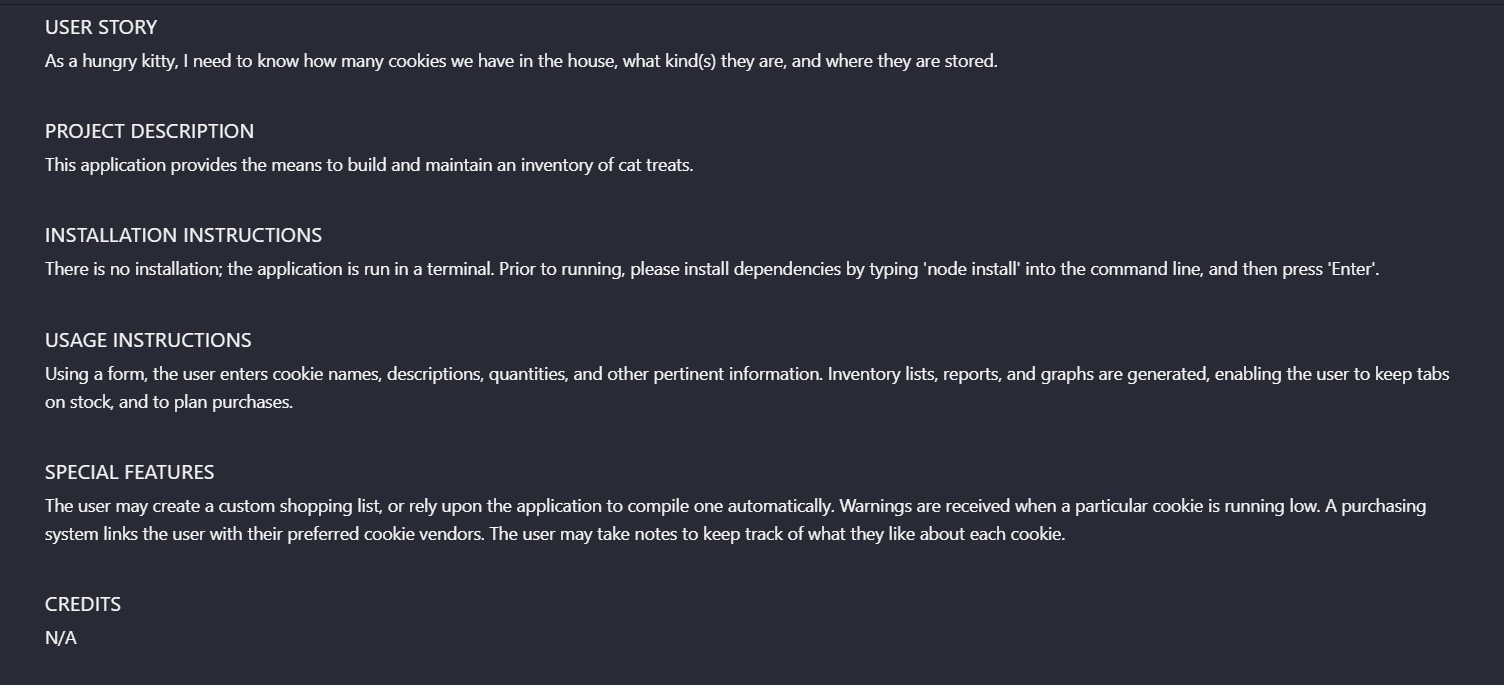 USER STORY
As a hungry kitty, I need to know how many cookies we have in the house, what kind(s) they are, and where they are stored.
PROJECT DESCRIPTION
This application provides the means to build and maintain an inventory of cat treats.
INSTALLATION INSTRUCTIONS
There is no installation; the application is run in a terminal. Prior to running, please install dependencies by typing 'node install' into the command line, and then press 'Enter'.
USAGE INSTRUCTIONS
Using a form, the user enters cookie names, descriptions, quantities, and other pertinent information. Inventory lists, reports, and graphs are generated, enabling the user to keep tabs
on stock, and to plan purchases.
SPECIAL FEATURES
The user may create a custom shopping list, or rely upon the application to compile one automatically. Warnings are received when a particular cookie is running low. A purchasing
system links the user with their preferred cookie vendors. The user may take notes to keep track of what they like about each cookie.
CREDITS
N/A